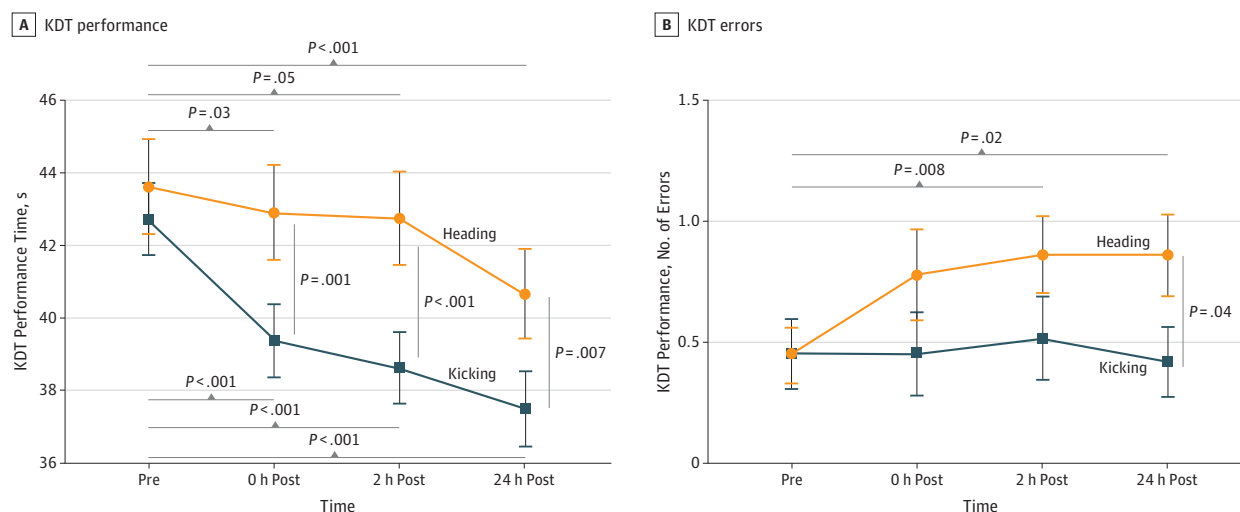 A KDT performance
P < .001
P = .05
P = .03
46
44
42
40
38
36
KDT Performance Time, s
Heading
P = .001
P < .001
P = .007
Kicking
P < .001
P < .001
P < .001
Pre
0 h Post
2 h Post
24 h Post
Time
B KDT errors
1.5
1.0
0.5
0
KDT Performance, No. of Errors
P = .02
P = .008
Heading
P = .04
Kicking
Pre
0 h Post
2 h Post
24 h Post
Time